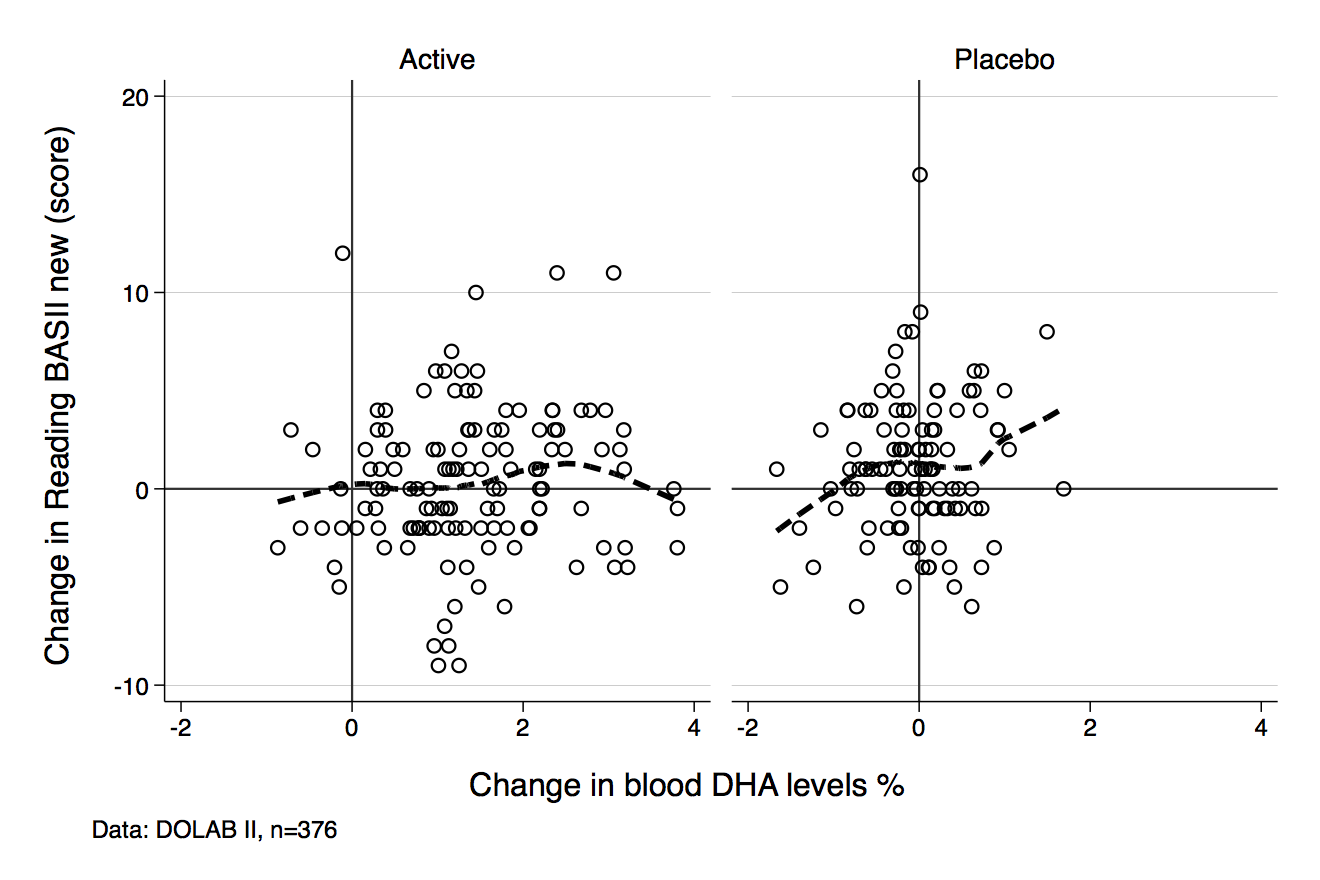 Active
Placebo
Change in Reading BASII new (score)
20
10
0
-10
-2
0
2
4
-2
0
2
4
Change in blood DHA levels %
Data: DOLAB II, n=376